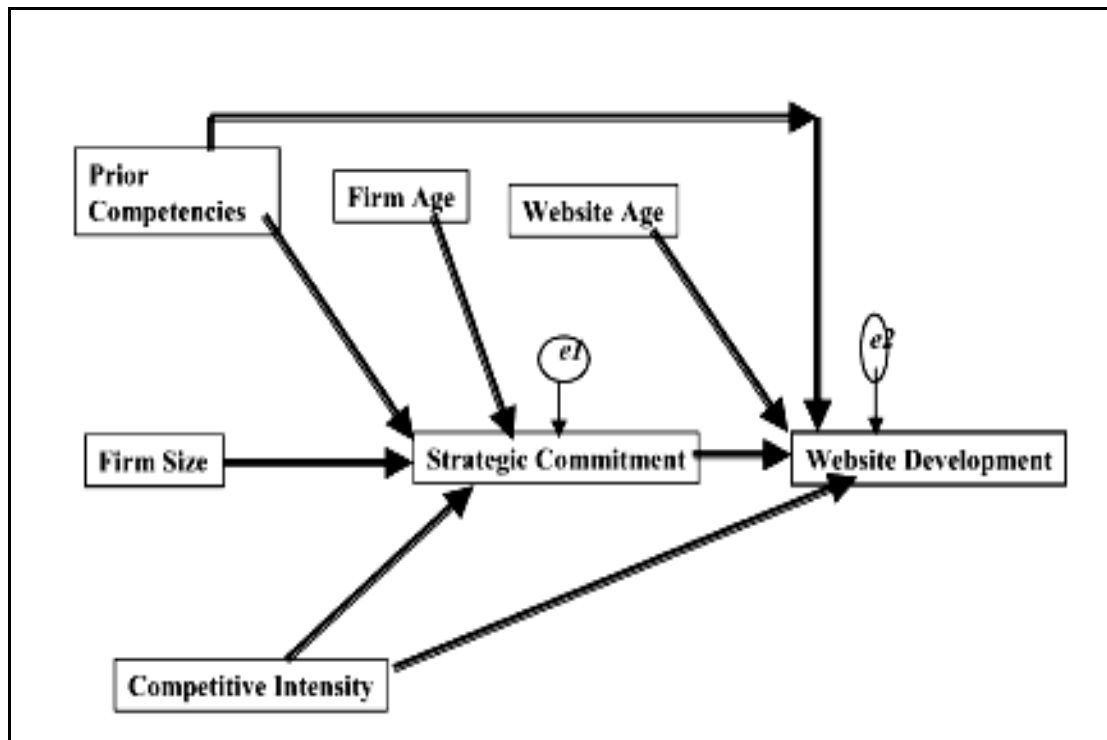 Prior
Competencies
Firm Age
Website Age
e1
e2
Firm Size
Strategic Commitment
Website Development
Competitive Intensity